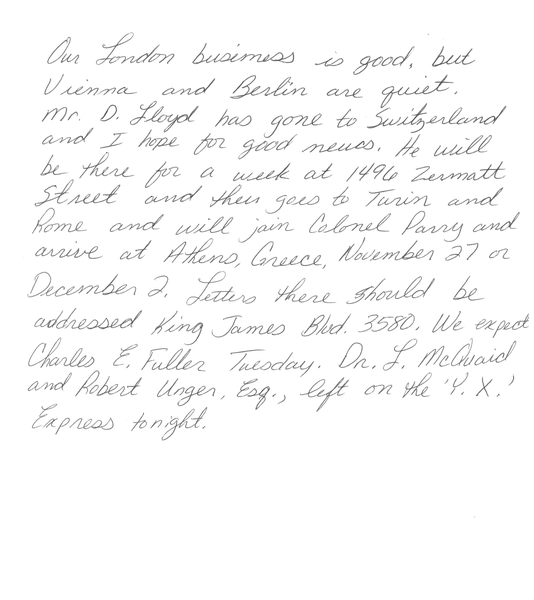 Our London business is good, but
Vienna and Berlin are quiet.
Mr. D. Lloyd has gone to Switzerland
and I hope for good news. He will
be there for a week at 1496 Zermatt
Street and then goes to Turin and
Rome and will join Colonel Parry and
arrive at Athens, Greece, November 27 or
December 2. Letters there should be
addressed King James Blvd. 3580. We expect
Charles E. Fuller Tuesday. Dr. L. McQuaid
and Robert Unger, Esq., left on the 'Y. X.'
Express tonight.